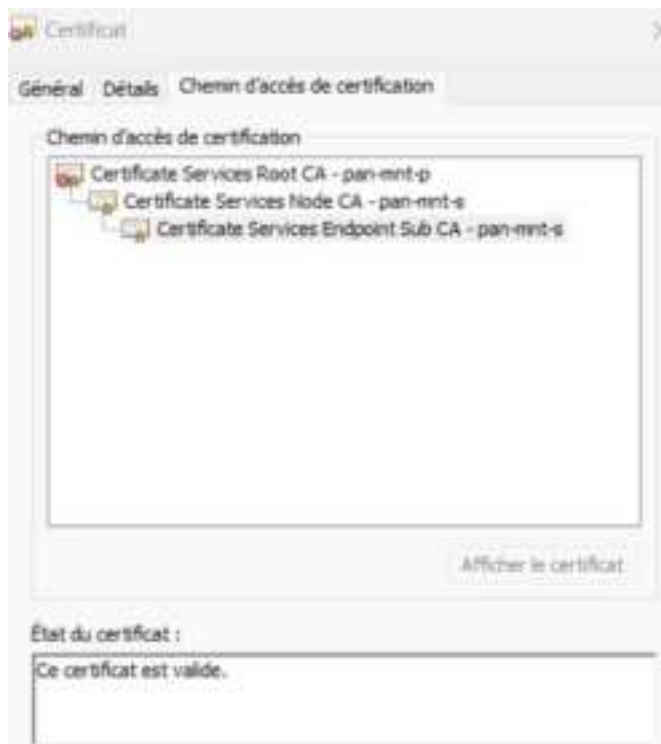 Certificat
Général Détails Chemin d'accès de certification
Chemin d'accès de certification
Certificate Services Root CA - pan-mnt-p
Certificate Services Node CA - pan-mnt-s
Certificate Services Endpoint Sub CA - pan-mnt-s
Afficher le certificat
État du certificat :
Ce certificat est valide.